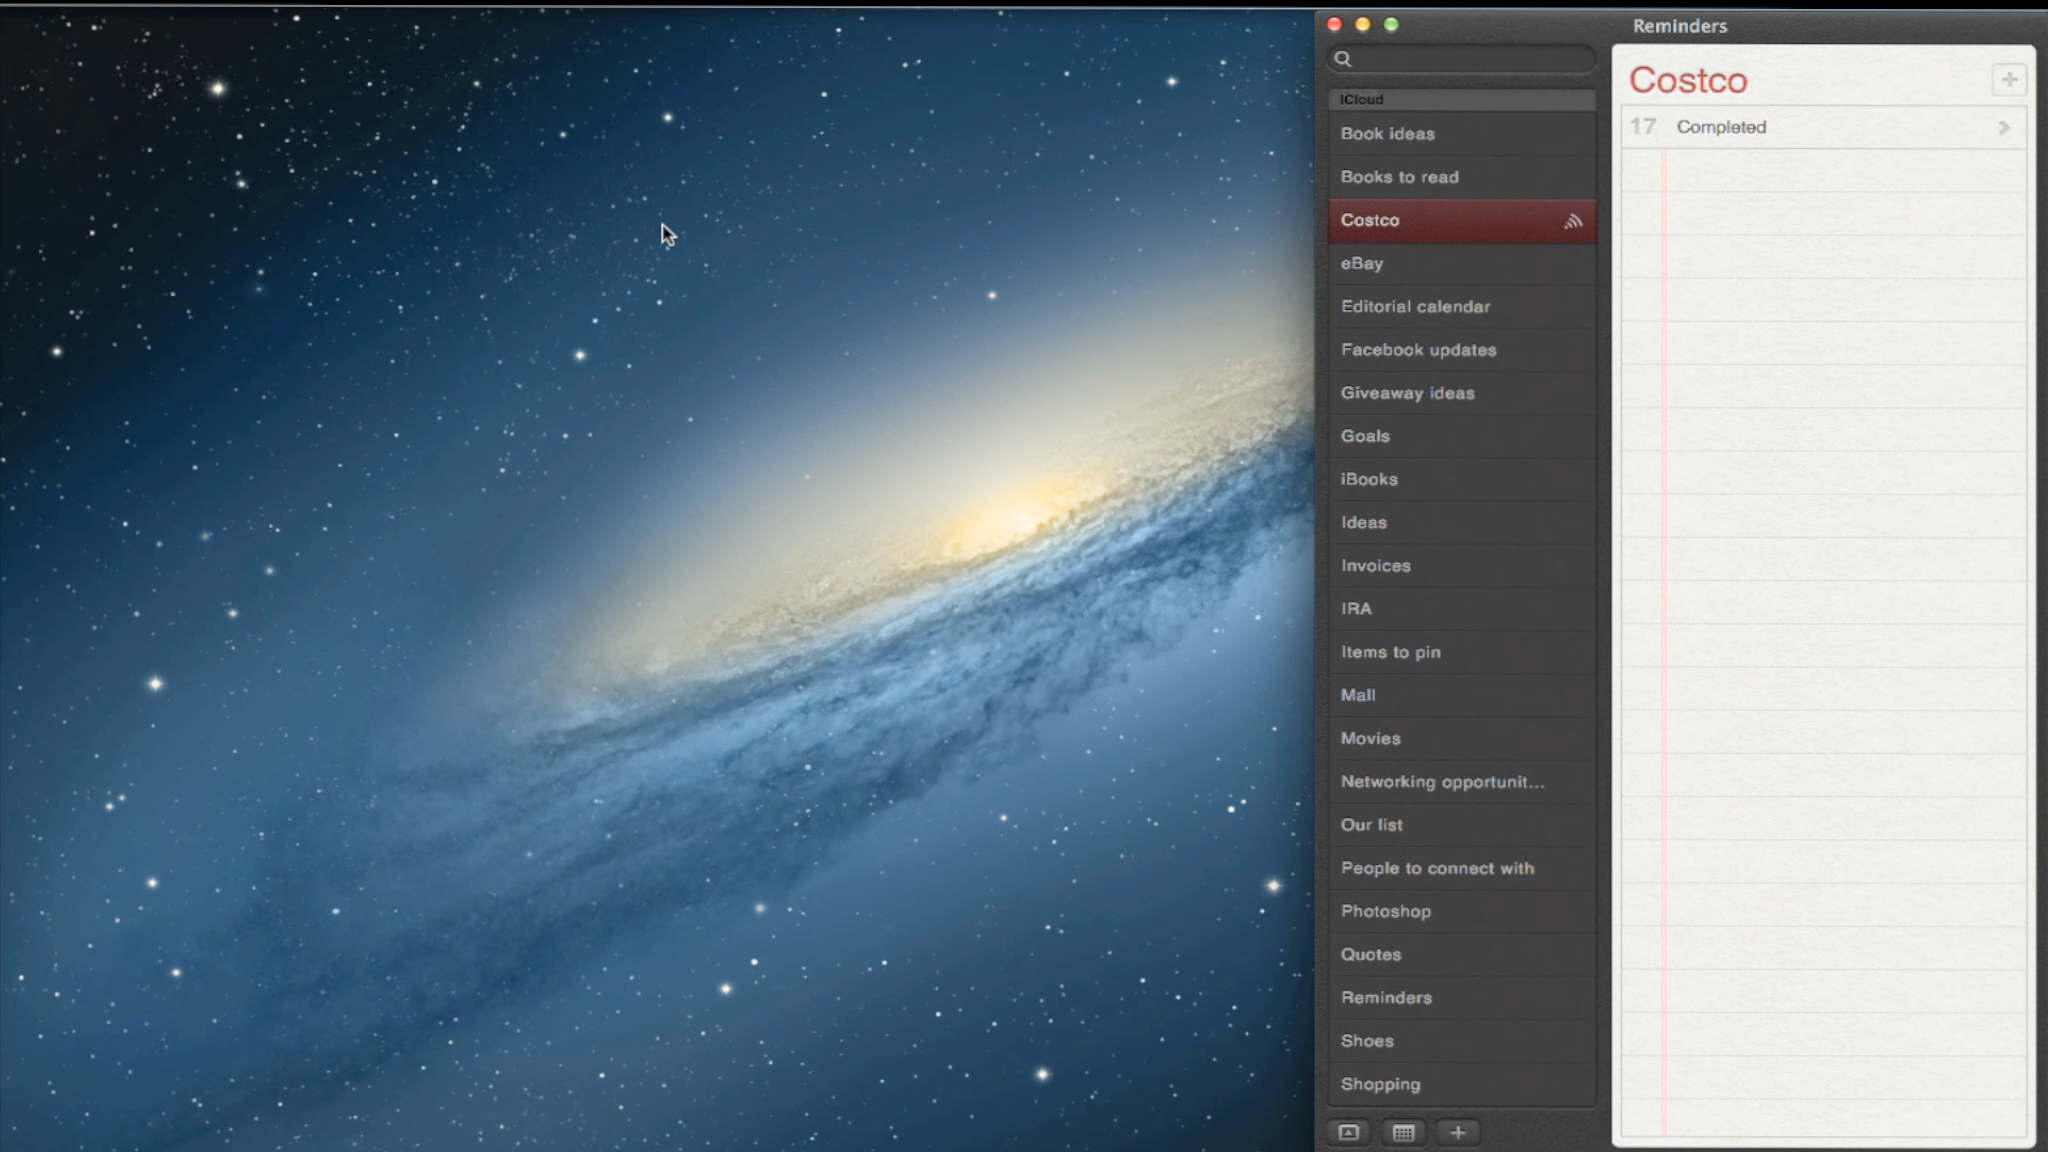 Reminders
iCloud
Book ideas
Books to read
Costco
eBay
Editorial calendar
Facebook updates
Giveaway ideas
Goals
iBooks
Ideas
Invoices
IRA
Items to pin
Mall
Movies
Networking opportunit...
Our list
People to connect with
Photoshop
Quotes
Reminders
Shoes
Shopping
Costco
17 Completed